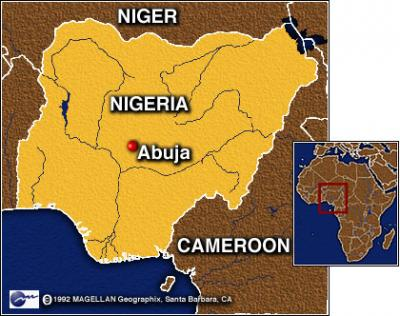 NIGER
NIGERIA
Abuja
CAMEROON
© 1992 MAGELLAN Geographix, Santa Barbara, CA